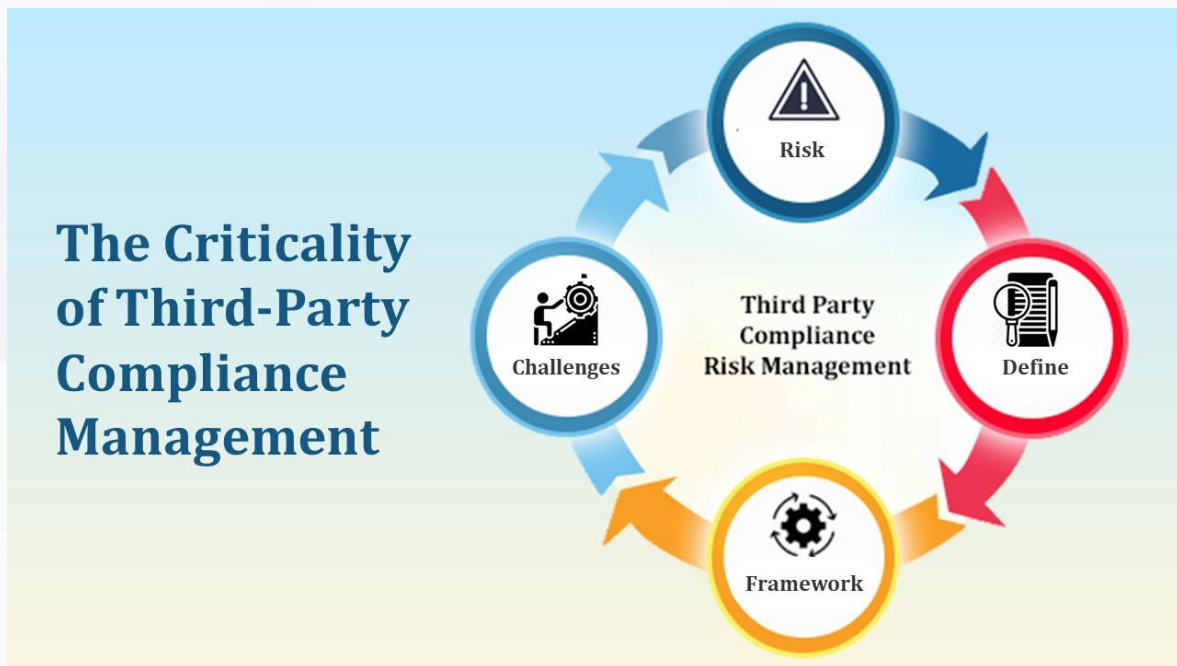 The Criticality
of Third-Party
Compliance
Management
Risk
Challenges
Third Party
Compliance
Risk Management
Define
Framework